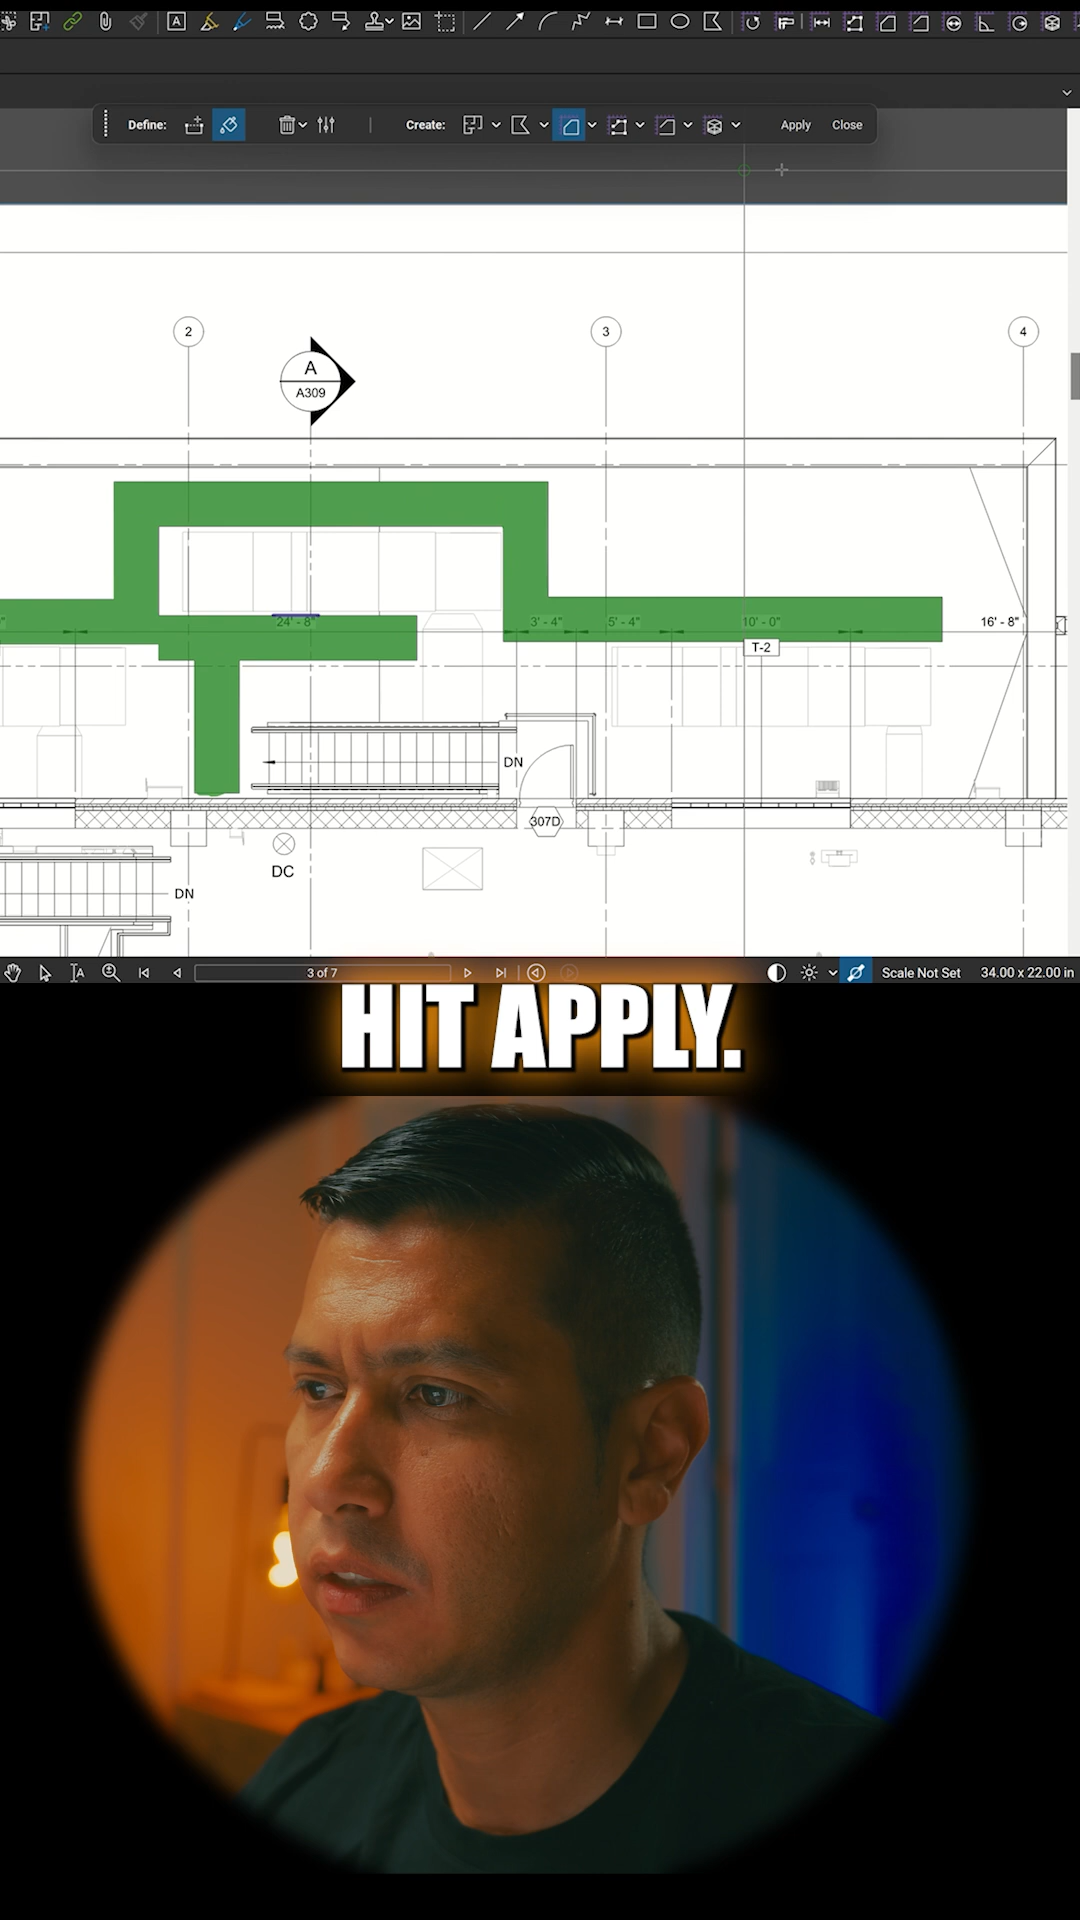 Define:
Create:
Apply
Close
2
3
4
A
A309
24' - 8"
3' - 4"
5' - 4"
10' - 0"
16' - 8"
T-2
DN
307D
DC
DN
3 of 7
Scale Not Set
34.00 x 22.00 in
HIT APPLY.